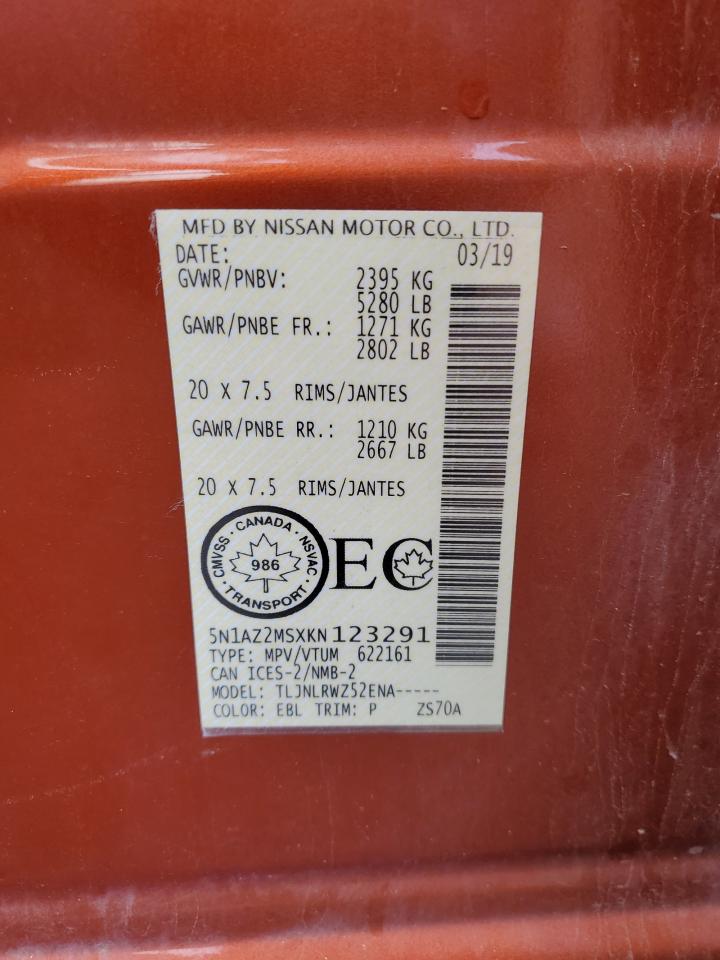 MFD BY NISSAN MOTOR CO., LTD.
DATE: 03/19
GVWR/PNBV: 2395 KG
5280 LB
GAWR/PNBE FR.: 1271 KG
2802 LB
20 X 7.5 RIMS/JANTES
GAWR/PNBE RR.: 1210 KG
2667 LB
20 X 7.5 RIMS/JANTES
CMVSS · CANADA · NSVAC
986
· TRANSPORT ·
EC
5N1AZ2MSXKN123291
TYPE: MPV/VTUM 622161
CAN ICES-2/NMB-2
MODEL: TLJNLRWZ52ENA-----
COLOR: EBL TRIM: P ZS70A